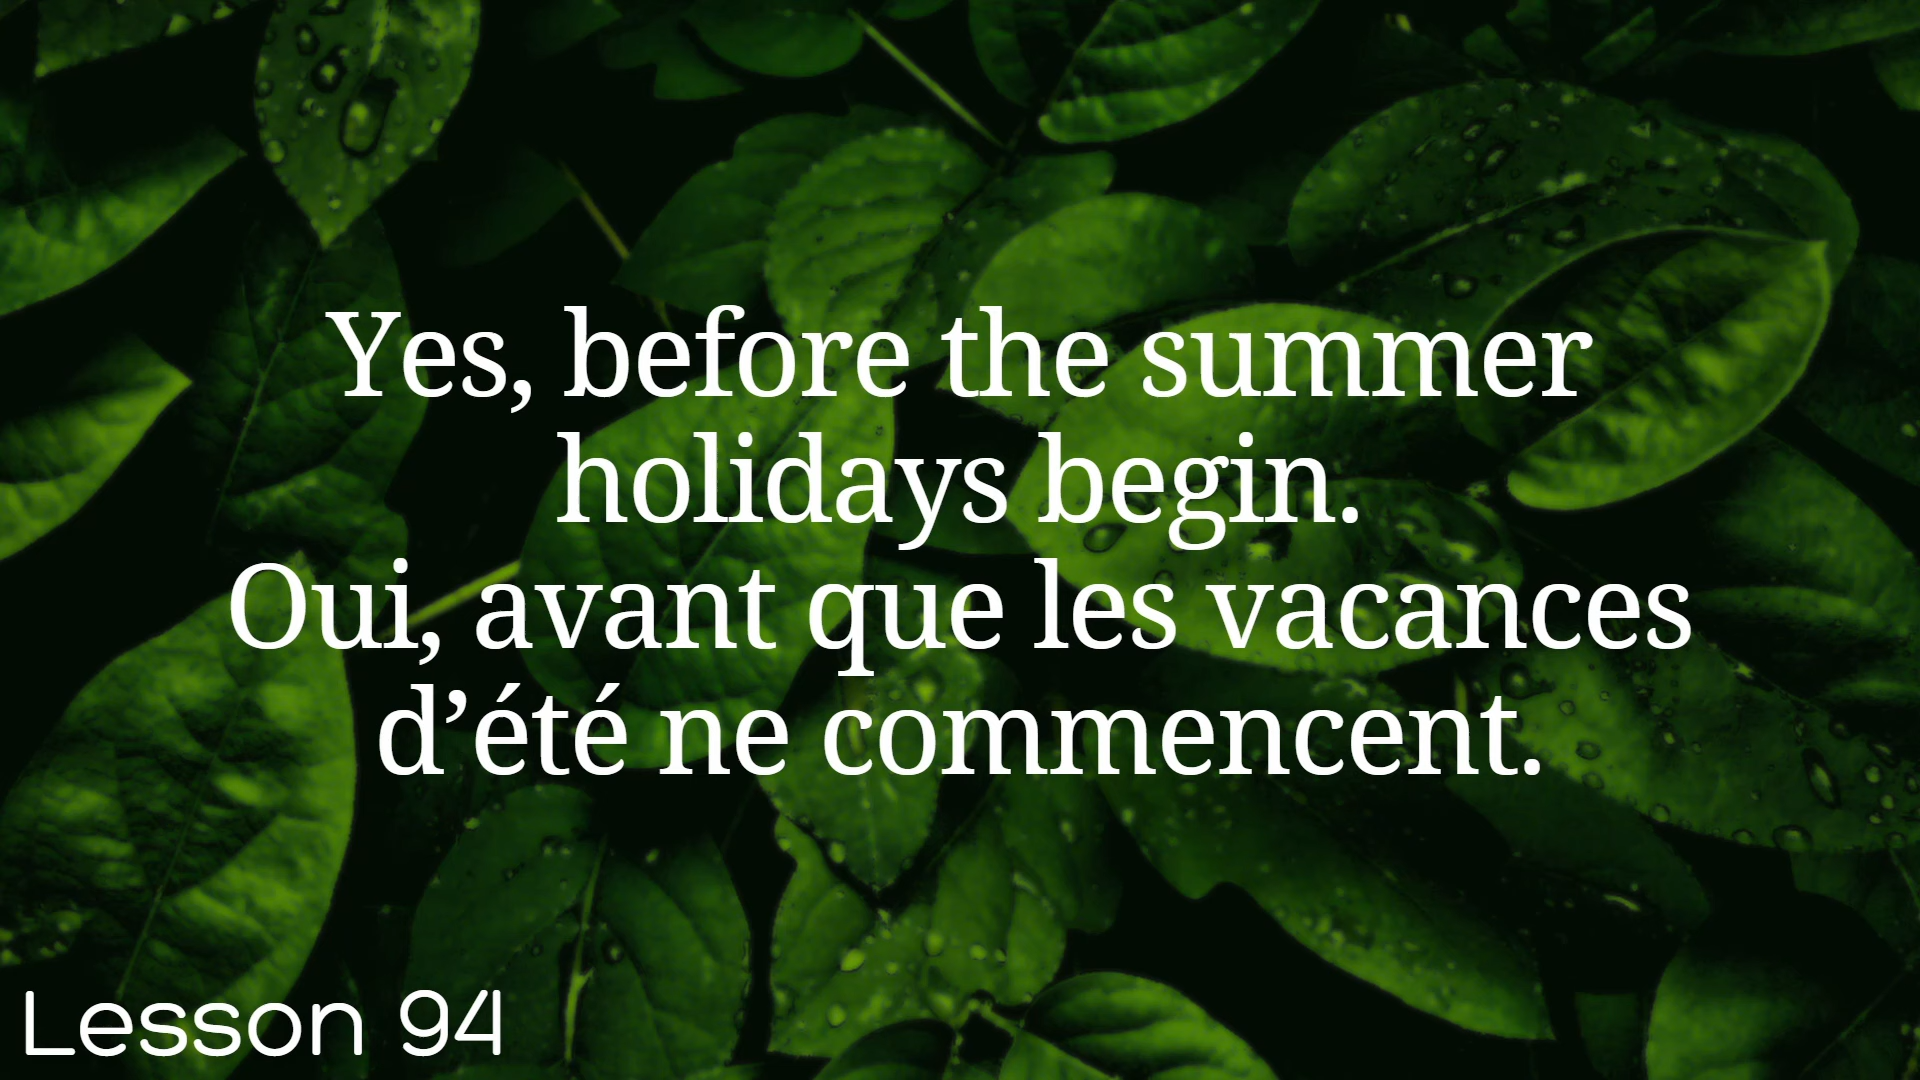 Yes, before the summer
holidays begin.
Oui, avant que les vacances
d’été ne commencent.
Lesson 94